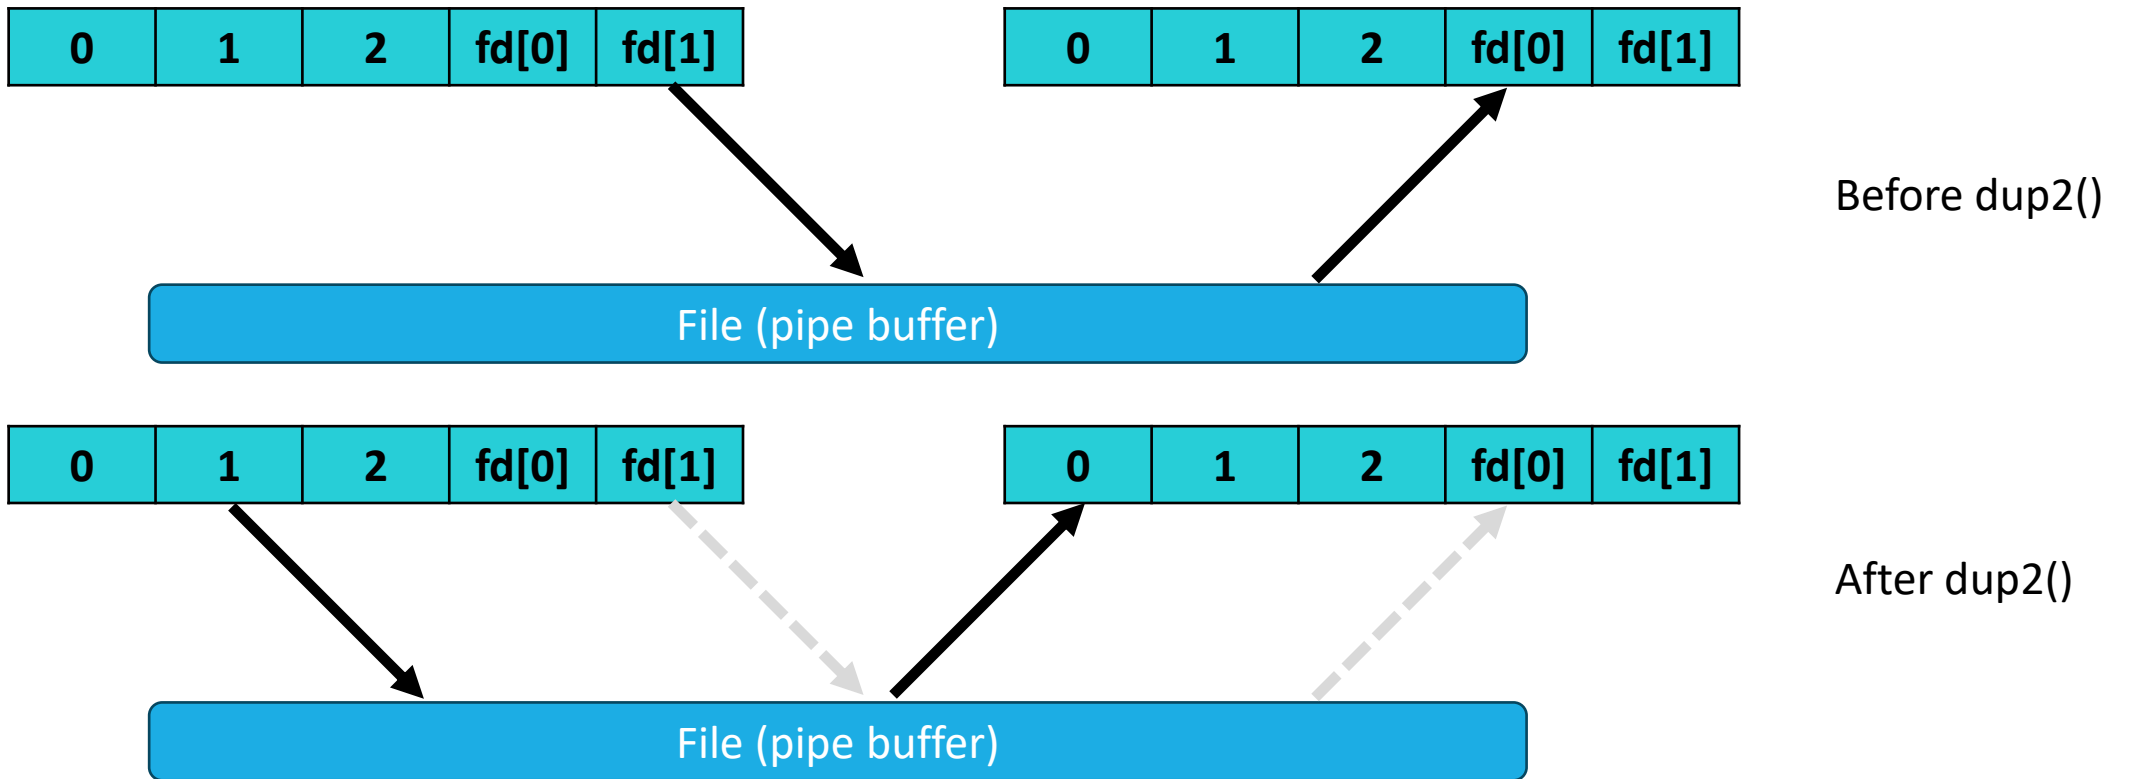 0 1 2 fd[0] fd[1] 0 1 2 fd[0] fd[1]
Before dup2()
File (pipe buffer)
0 1 2 fd[0] fd[1] 0 1 2 fd[0] fd[1]
After dup2()
File (pipe buffer)